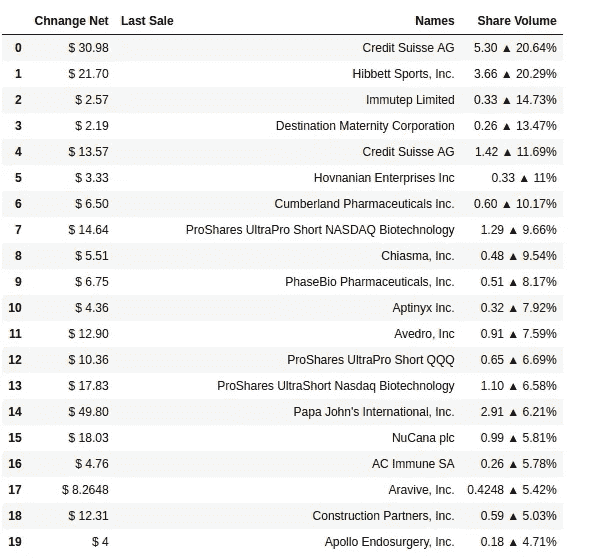 Chnange Net Last Sale Names Share Volume
0 $ 30.98 Credit Suisse AG 5.30 ▲ 20.64%
1 $ 21.70 Hibbett Sports, Inc. 3.66 ▲ 20.29%
2 $ 2.57 Immutep Limited 0.33 ▲ 14.73%
3 $ 2.19 Destination Maternity Corporation 0.26 ▲ 13.47%
4 $ 13.57 Credit Suisse AG 1.42 ▲ 11.69%
5 $ 3.33 Hovnanian Enterprises Inc 0.33 ▲ 11%
6 $ 6.50 Cumberland Pharmaceuticals Inc. 0.60 ▲ 10.17%
7 $ 14.64 ProShares UltraPro Short NASDAQ Biotechnology 1.29 ▲ 9.66%
8 $ 5.51 Chiasma, Inc. 0.48 ▲ 9.54%
9 $ 6.75 PhaseBio Pharmaceuticals, Inc. 0.51 ▲ 8.17%
10 $ 4.36 Aptinyx Inc. 0.32 ▲ 7.92%
11 $ 12.90 Avedro, Inc 0.91 ▲ 7.59%
12 $ 10.36 ProShares UltraPro Short QQQ 0.65 ▲ 6.69%
13 $ 17.83 ProShares UltraShort Nasdaq Biotechnology 1.10 ▲ 6.58%
14 $ 49.80 Papa John's International, Inc. 2.91 ▲ 6.21%
15 $ 18.03 NuCana plc 0.99 ▲ 5.81%
16 $ 4.76 AC Immune SA 0.26 ▲ 5.78%
17 $ 8.2648 Aravive, Inc. 0.4248 ▲ 5.42%
18 $ 12.31 Construction Partners, Inc. 0.59 ▲ 5.03%
19 $ 4 Apollo Endosurgery, Inc. 0.18 ▲ 4.71%